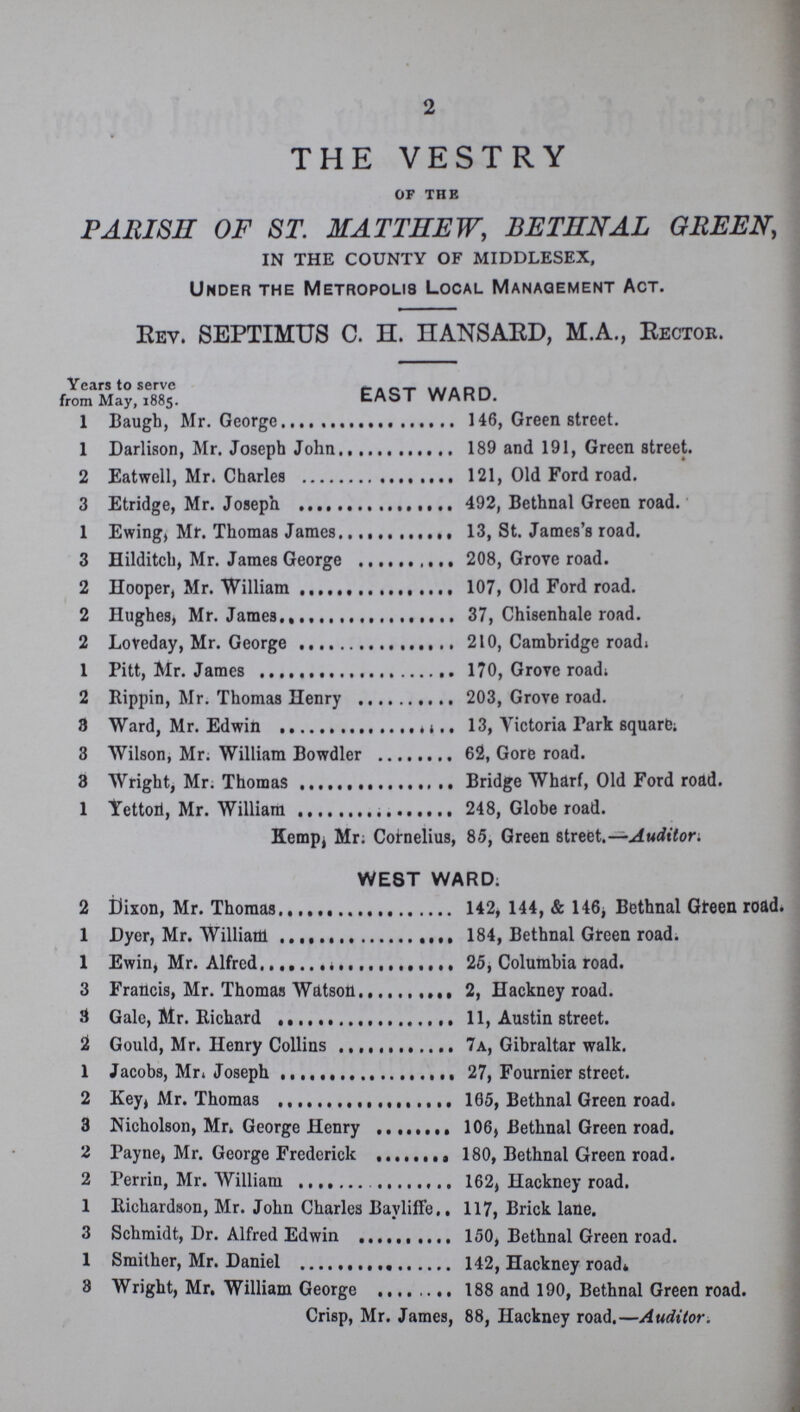 2
THE VESTRY
OF THE
PARISH OF ST. MATTHEW, BETHNAL GREEN,
IN THE COUNTY OF MIDDLESEX,
UNDER THE METROPOLIS LOCAL MANAGEMENT ACT.
REV. SEPTIMUS C. H. HANSARD, M.A., RECTOR.
Years to serve
from May, 1885.
EAST WARD.
1 Baugh, Mr. George.................. 146, Green street.
1 Darlison, Mr. Joseph John............ 189 and 191, Green street.
2 Eatwell, Mr. Charles ................ 121, Old Ford road.
3 Etridge, Mr. Joseph ................ 492, Bethnal Green road.
1 Ewing, Mr. Thomas James............ 13, St. James's road.
3 Hilditch, Mr. James George .......... 208, Grove road.
2 Hooper, Mr. William ................ 107, Old Ford road.
2 Hughes, Mr. James.................. 37, Chisenhale road.
2 Loveday, Mr. George ................ 210, Cambridge road.
1 Pitt, Mr. James .................... 170, Grove road.
2 Rippin, Mr. Thomas Henry .......... 203, Grove road.
3 Ward, Mr. Edwin .................. 13, Victoria Park square.
3 Wilson, Mr. William Bowdler ........ 62, Gore road.
3 Wright, Mr. Thomas ................ Bridge Wharf, Old Ford road.
1 Yetton, Mr. William ................ 248, Globe road.
Kemp, Mr. Cornelius, 85, Green street.—Auditor.
WEST WARD.
2 Dixon, Mr. Thomas.................. 142, 144, & 146, Bethnal Green road.
1 Dyer, Mr. William .................. 184, Bethnal Green road.
1 Ewin, Mr. Alfred.................... 25, Columbia road.
3 Francis, Mr. Thomas Watson.......... 2, Hackney road.
3 Gale, Mr. Richard .................. 11, Austin street.
2 Gould, Mr. Henry Collins ............ 7A, Gibraltar walk.
1 Jacobs, Mr. Joseph .................. 27, Fournier street.
2 Key, Mr. Thomas .................. 165, Bethnal Green road.
3 Nicholson, Mr. George Henry ........ 106, Bethnal Green road.
2 Payne, Mr. George Frederick ........ 180, Bethnal Green road.
2 Perrin, Mr. William ................ 162, Hackney road.
1 Richardson, Mr. John Charles Bayliffe.. 117, Brick lane.
3 Schmidt, Dr. Alfred Edwin .......... 150, Bethnal Green road.
1 Smither, Mr. Daniel ................ 142, Hackney road.
3 Wright, Mr. William George ........ 188 and 190, Bethnal Green road.
Crisp, Mr. James, 88, Hackney road.—Auditor.